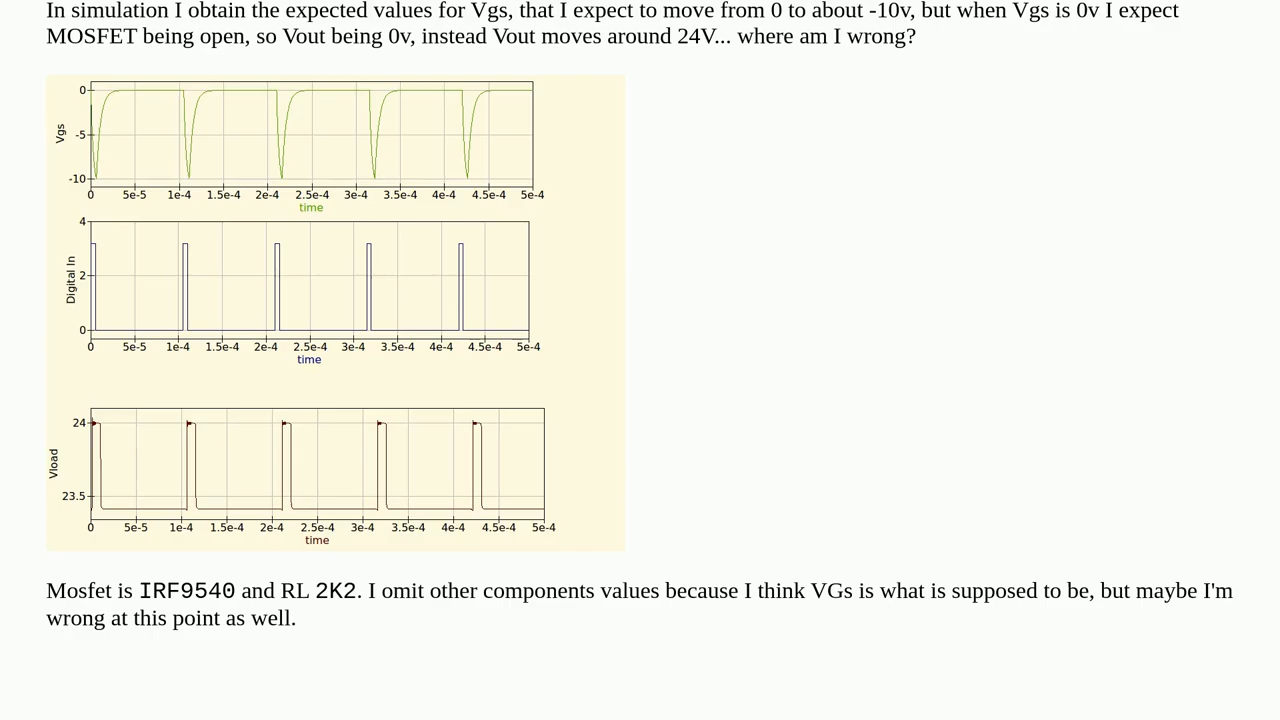 In simulation I obtain the expected values for Vgs, that I expect to move from 0 to about -10v, but when Vgs is 0v I expect
MOSFET being open, so Vout being 0v, instead Vout moves around 24V... where am I wrong?
0
-5
-10
Vgs
0 5e-5 1e-4 1.5e-4 2e-4 2.5e-4 3e-4 3.5e-4 4e-4 4.5e-4 5e-4
time
4
2
0
Digital In
0 5e-5 1e-4 1.5e-4 2e-4 2.5e-4 3e-4 3.5e-4 4e-4 4.5e-4 5e-4
time
24
23.5
Vload
0 5e-5 1e-4 1.5e-4 2e-4 2.5e-4 3e-4 3.5e-4 4e-4 4.5e-4 5e-4
time
Mosfet is IRF9540 and RL 2K2. I omit other components values because I think VGs is what is supposed to be, but maybe I'm
wrong at this point as well.